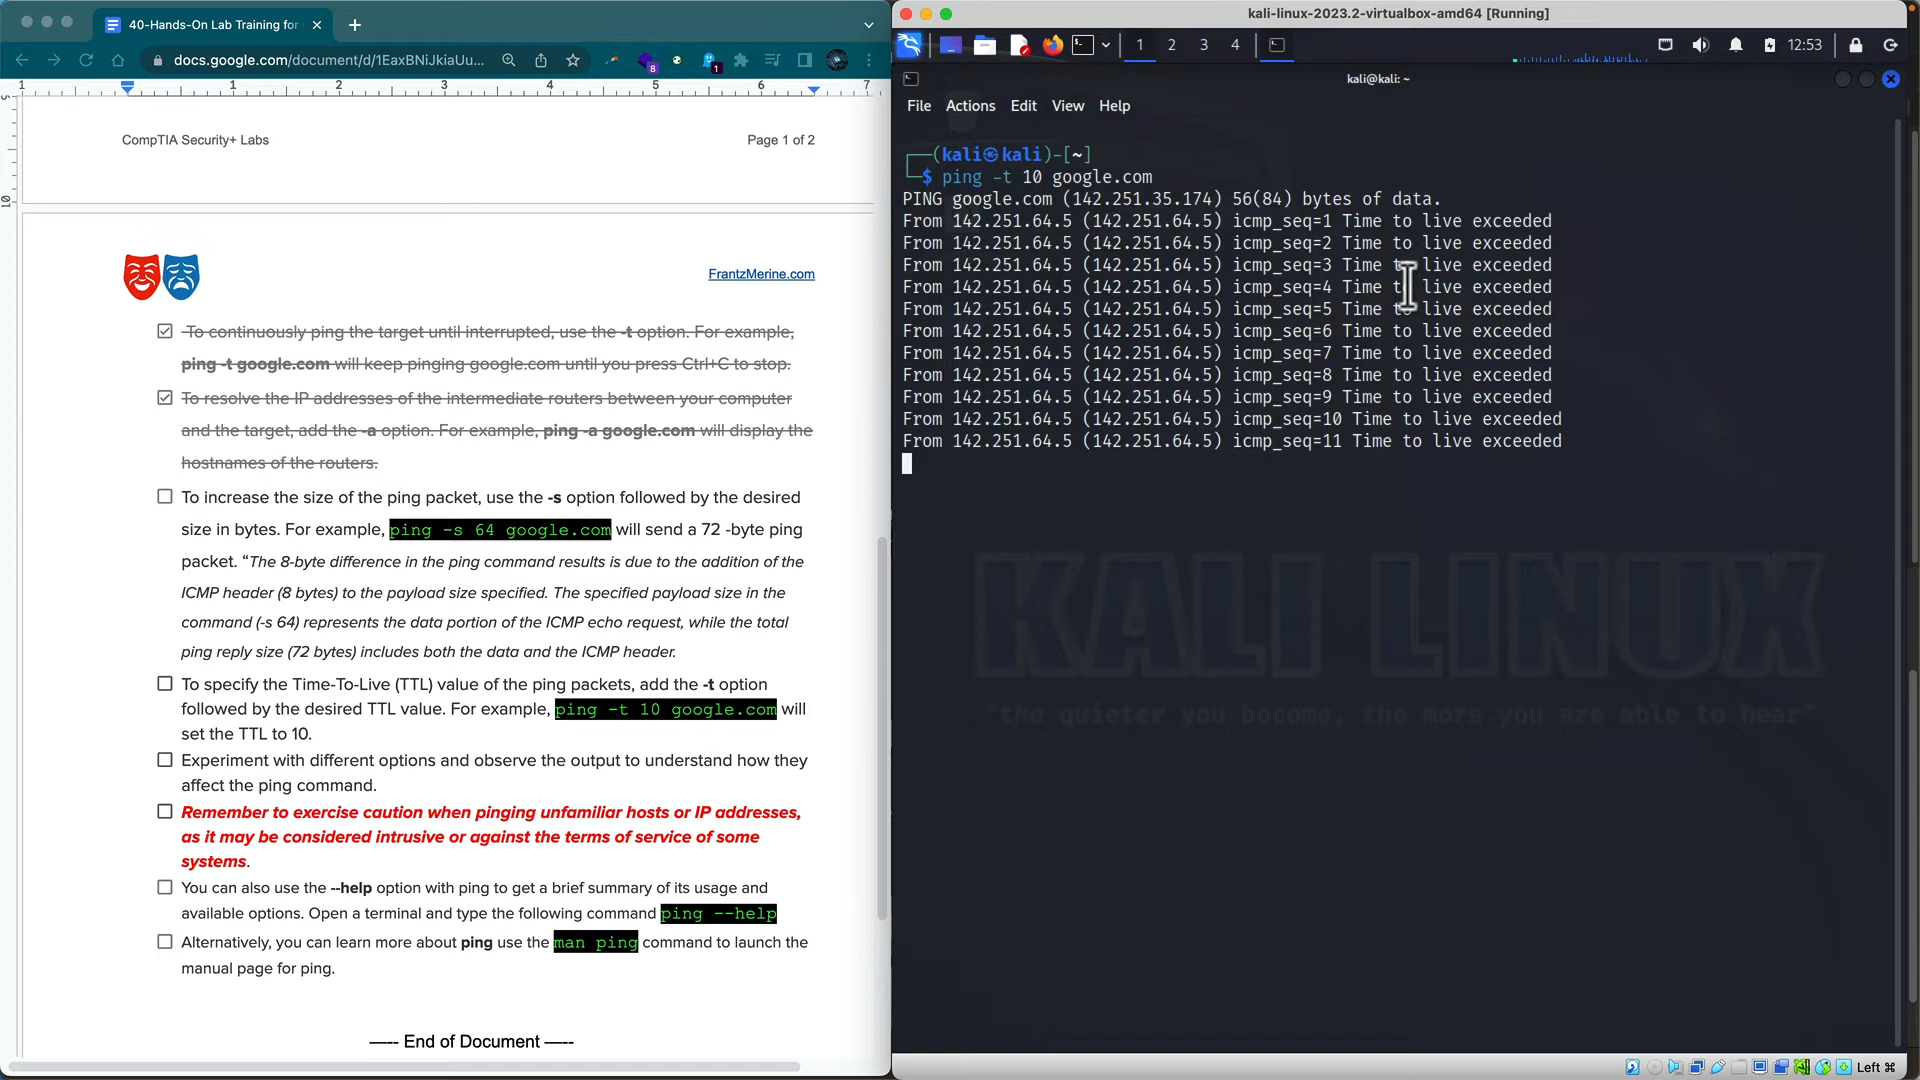 40-Hands-On Lab Training for
docs.google.com/document/d/1EaxBNiJkiaUu...
8
1
1 1 2 3 4 5 6 7
10
CompTIA Security+ Labs Page 1 of 2
FrantzMerine.com
To continuously ping the target until interrupted, use the -t option. For example,
ping -t google.com will keep pinging google.com until you press Ctrl+C to stop.
To resolve the IP addresses of the intermediate routers between your computer
and the target, add the -a option. For example, ping -a google.com will display the
hostnames of the routers.
To increase the size of the ping packet, use the -s option followed by the desired
size in bytes. For example, ping -s 64 google.com will send a 72 -byte ping
packet. “The 8-byte difference in the ping command results is due to the addition of the
ICMP header (8 bytes) to the payload size specified. The specified payload size in the
command (-s 64) represents the data portion of the ICMP echo request, while the total
ping reply size (72 bytes) includes both the data and the ICMP header.
To specify the Time-To-Live (TTL) value of the ping packets, add the -t option
followed by the desired TTL value. For example, ping -t 10 google.com will
set the TTL to 10.
Experiment with different options and observe the output to understand how they
affect the ping command.
Remember to exercise caution when pinging unfamiliar hosts or IP addresses,
as it may be considered intrusive or against the terms of service of some
systems.
You can also use the --help option with ping to get a brief summary of its usage and
available options. Open a terminal and type the following command ping --help
Alternatively, you can learn more about ping use the man ping command to launch the
manual page for ping.
—-- End of Document —--
kali-linux-2023.2-virtualbox-amd64 [Running]
1 2 3 4 12:53
kali@kali: ~
File Actions Edit View Help
┌──(kali㉿kali)-[~]
└─$ ping -t 10 google.com
PING google.com (142.251.35.174) 56(84) bytes of data.
From 142.251.64.5 (142.251.64.5) icmp_seq=1 Time to live exceeded
From 142.251.64.5 (142.251.64.5) icmp_seq=2 Time to live exceeded
From 142.251.64.5 (142.251.64.5) icmp_seq=3 Time to live exceeded
From 142.251.64.5 (142.251.64.5) icmp_seq=4 Time to live exceeded
From 142.251.64.5 (142.251.64.5) icmp_seq=5 Time to live exceeded
From 142.251.64.5 (142.251.64.5) icmp_seq=6 Time to live exceeded
From 142.251.64.5 (142.251.64.5) icmp_seq=7 Time to live exceeded
From 142.251.64.5 (142.251.64.5) icmp_seq=8 Time to live exceeded
From 142.251.64.5 (142.251.64.5) icmp_seq=9 Time to live exceeded
From 142.251.64.5 (142.251.64.5) icmp_seq=10 Time to live exceeded
From 142.251.64.5 (142.251.64.5) icmp_seq=11 Time to live exceeded
KALI LINUX
"the quieter you become, the more you are able to hear"
Left ⌘